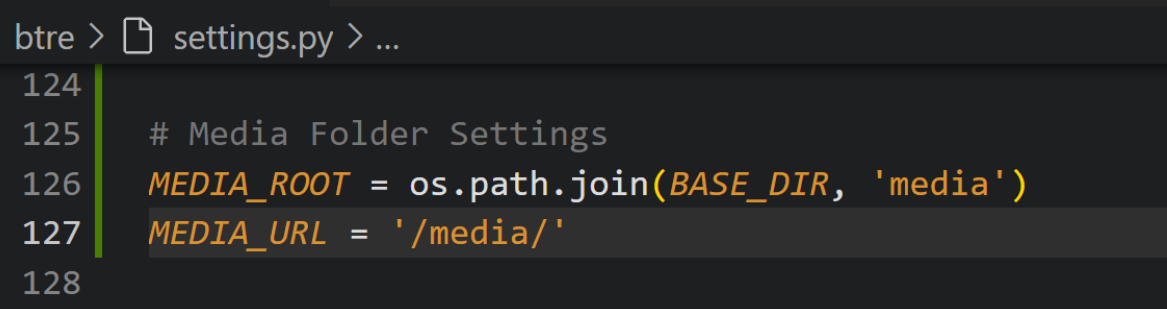 btre > settings.py > ...
124
125 # Media Folder Settings
126 MEDIA_ROOT = os.path.join(BASE_DIR, 'media')
127 MEDIA_URL = '/media/'
128